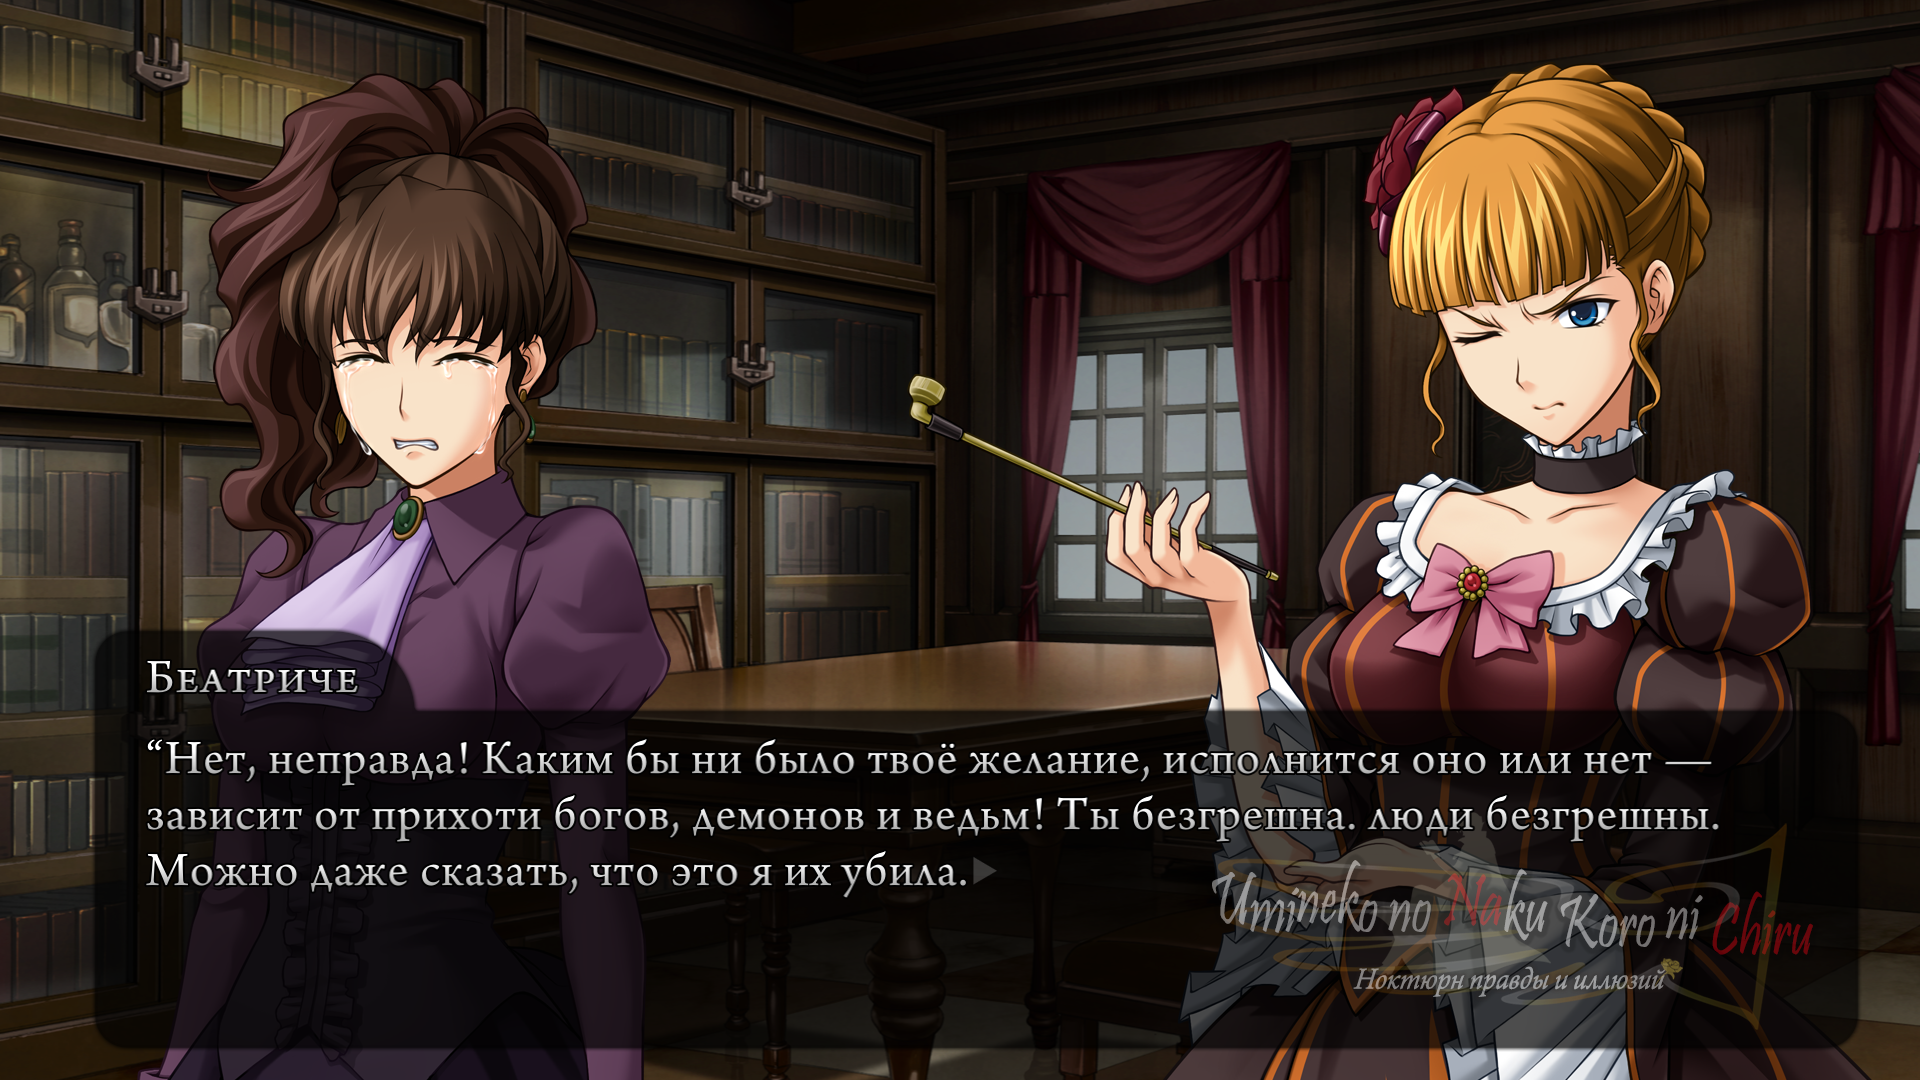 Беатриче
“Нет, неправда! Каким бы ни было твоё желание, исполнится оно или нет —
зависит от прихоти богов, демонов и ведьм! Ты безгрешна. люди безгрешны.
Можно даже сказать, что это я их убила.
Umineko no Naku Koro ni Chiru
Ноктюрн правды и иллюзий